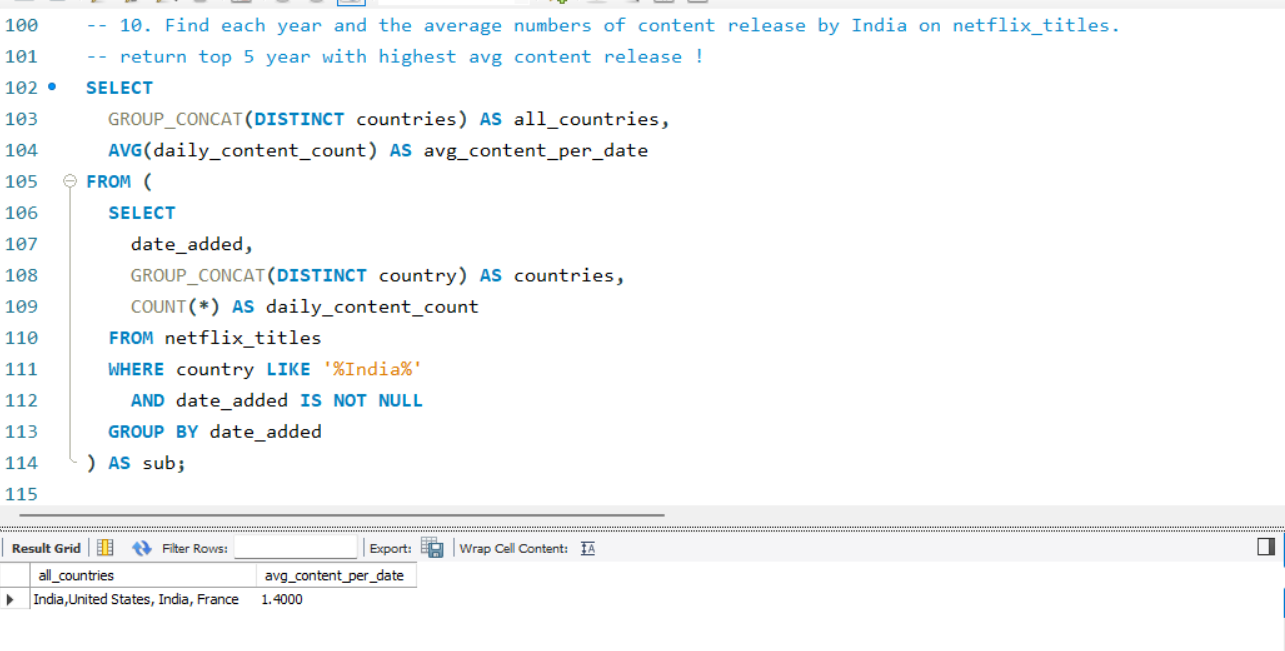 100 -- 10. Find each year and the average numbers of content release by India on netflix_titles.
101 -- return top 5 year with highest avg content release !
102 SELECT
103 GROUP_CONCAT(DISTINCT countries) AS all_countries,
104 AVG(daily_content_count) AS avg_content_per_date
105 FROM (
106 SELECT
107 date_added,
108 GROUP_CONCAT(DISTINCT country) AS countries,
109 COUNT(*) AS daily_content_count
110 FROM netflix_titles
111 WHERE country LIKE '%India%'
112 AND date_added IS NOT NULL
113 GROUP BY date_added
114 ) AS sub;
115
Result Grid Filter Rows: Export: Wrap Cell Content: IA
all_countries avg_content_per_date
India,United States, India, France 1.4000